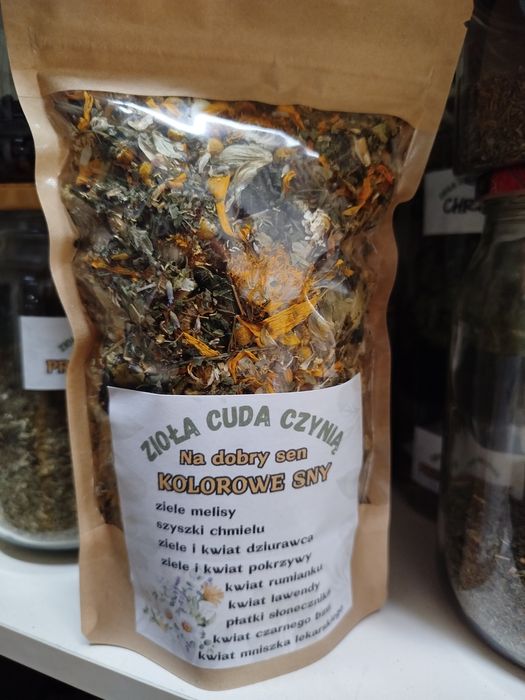 ZIOŁA CUDA CZYNIĄ
Na dobry sen
KOLOROWE SNY
ziele melisy
szyszki chmielu
ziele i kwiat dziurawca
ziele i kwiat pokrzywy
kwiat rumianku
kwiat lawendy
płatki słonecznika
kwiat czarnego bzu
kwiat mniszka lekarskiego